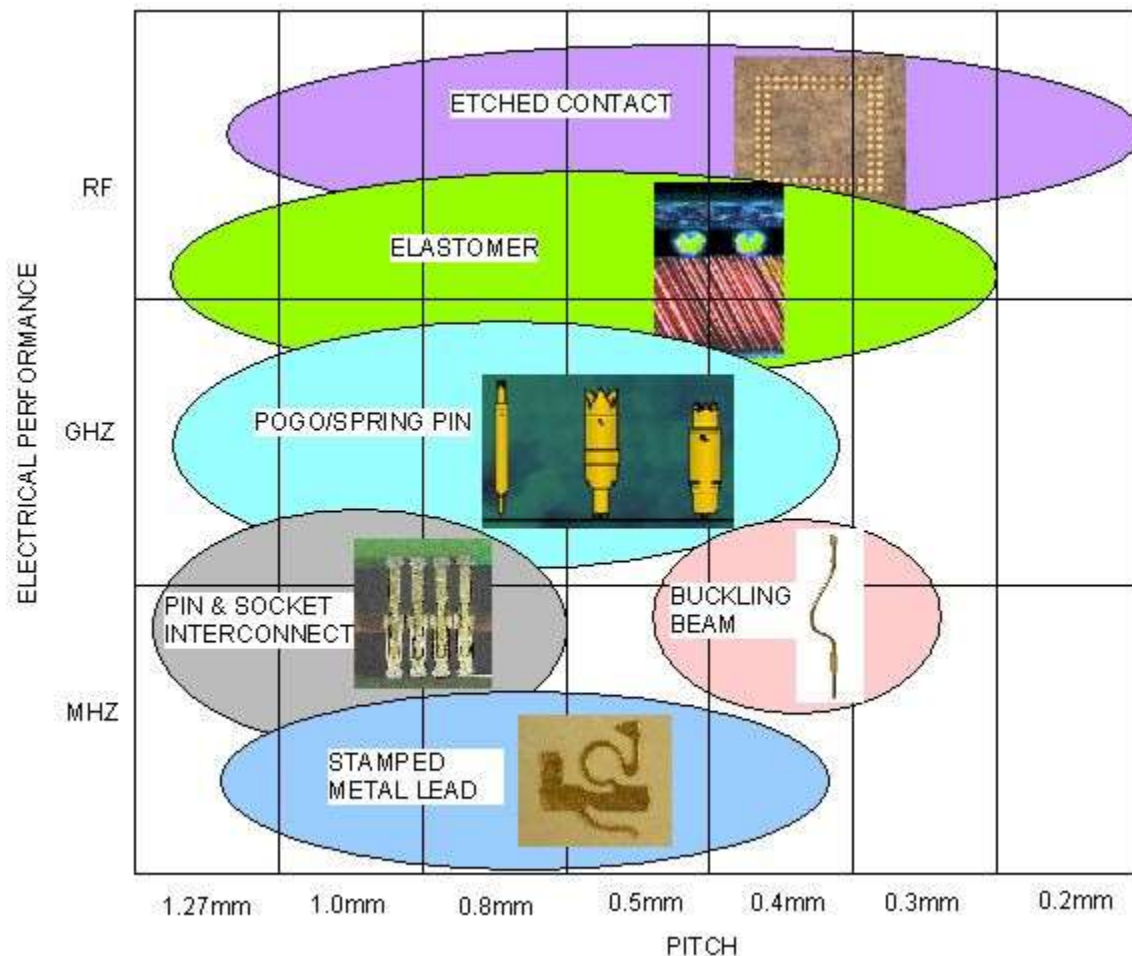 ETCHED CONTACT
RF
ELASTOMER
ELECTRICAL PERFORMANCE
GHZ
POGO/SPRING PIN
PIN & SOCKET
INTERCONNECT
BUCKLING
BEAM
MHZ
STAMPED
METAL LEAD
1.27mm 1.0mm 0.8mm 0.5mm 0.4mm 0.3mm 0.2mm
PITCH